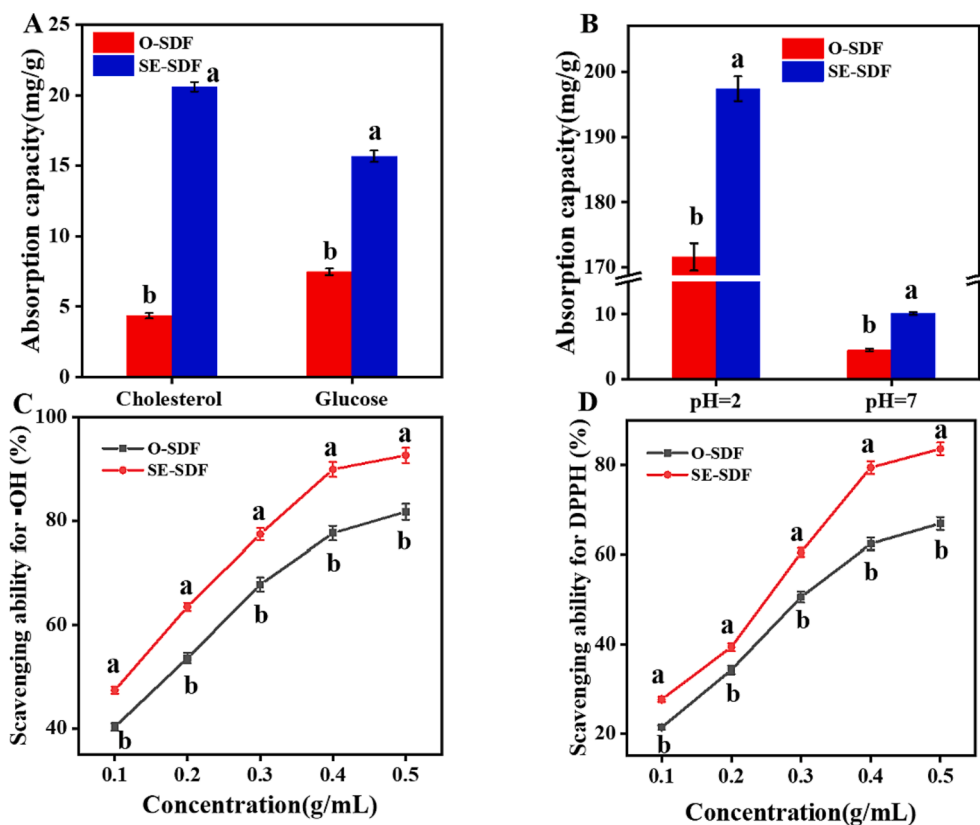 A
O-SDF
SE-SDF
Absorption capacity(mg/g)
25
20
15
10
5
0
b
a
b
a
Cholesterol
Glucose
B
O-SDF
SE-SDF
Absorption capacity(mg/g)
200
190
180
170
10
0
b
a
b
a
pH=2
pH=7
C
O-SDF
SE-SDF
Scavenging ability for ▪OH (%)
100
80
60
40
a
a
a
a
a
b
b
b
b
b
0.1
0.2
0.3
0.4
0.5
Concentration(g/mL)
D
O-SDF
SE-SDF
Scavenging ability for DPPH (%)
80
60
40
20
a
a
a
a
a
b
b
b
b
b
0.1
0.2
0.3
0.4
0.5
Concentration(g/mL)